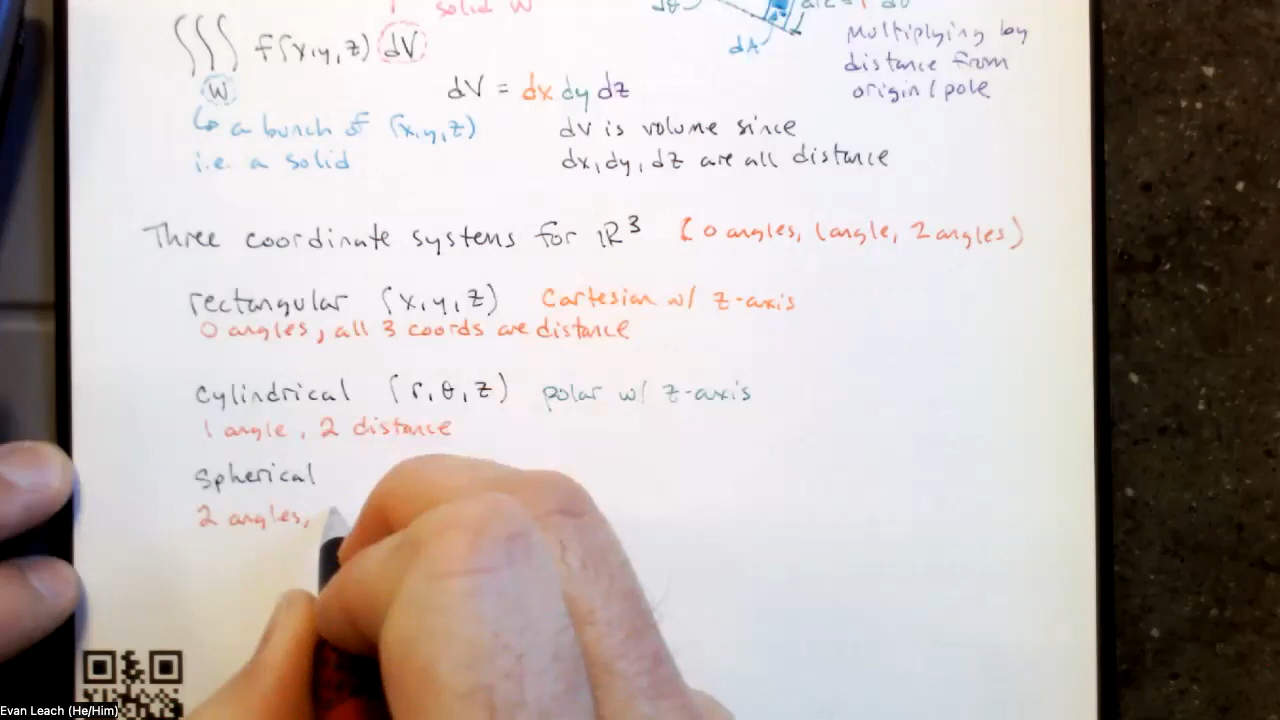 solid W
∫∫∫ f(x,y,z) dV
W
dθ
dA
Multiplying by
distance from
origin/pole
dV = dx dy dz
↳ a bunch of (x,y,z)
i.e. a solid
dV is volume since
dx, dy, dz are all distance
Three coordinate systems for ℝ³ (0 angles, 1 angle, 2 angles)
rectangular (x,y,z) Cartesian w/ z-axis
0 angles, all 3 coords are distance
cylindrical (r,θ,z) polar w/ z-axis
1 angle, 2 distance
spherical
2 angles,
Evan Leach (He/Him)